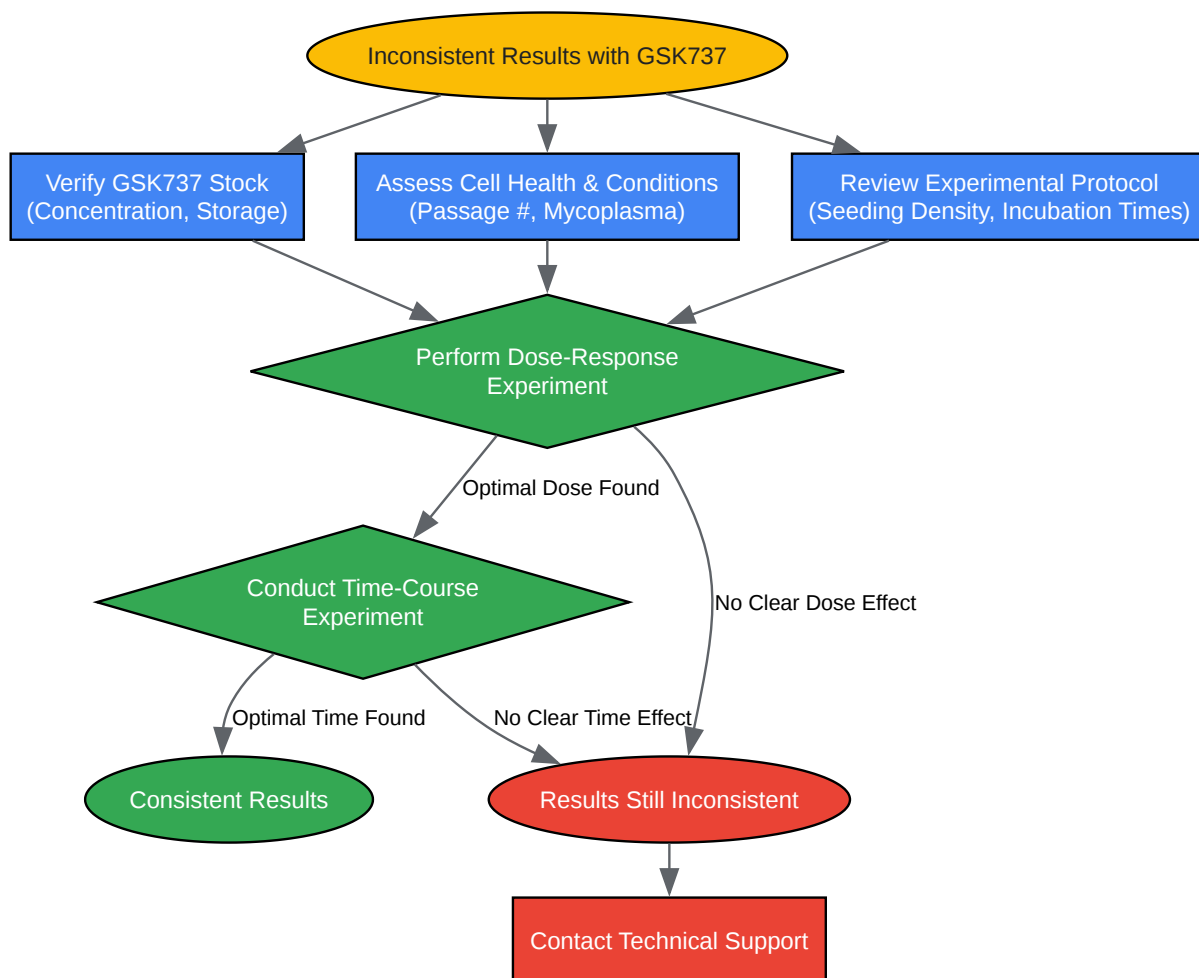 Inconsistent Results with GSK737
Verify GSK737 Stock
(Concentration, Storage)
Assess Cell Health & Conditions
(Passage #, Mycoplasma)
Review Experimental Protocol
(Seeding Density, Incubation Times)
Perform Dose-Response
Experiment
Optimal Dose Found
Conduct Time-Course
Experiment
No Clear Dose Effect
Optimal Time Found
No Clear Time Effect
Consistent Results
Results Still Inconsistent
Contact Technical Support